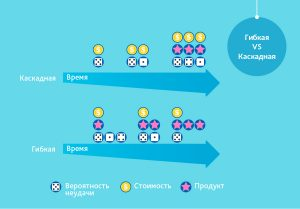 Гибкая
VS
Каскадная
Каскадная
Время
Гибкая
Время
Вероятность
неудачи
Стоимость
Продукт